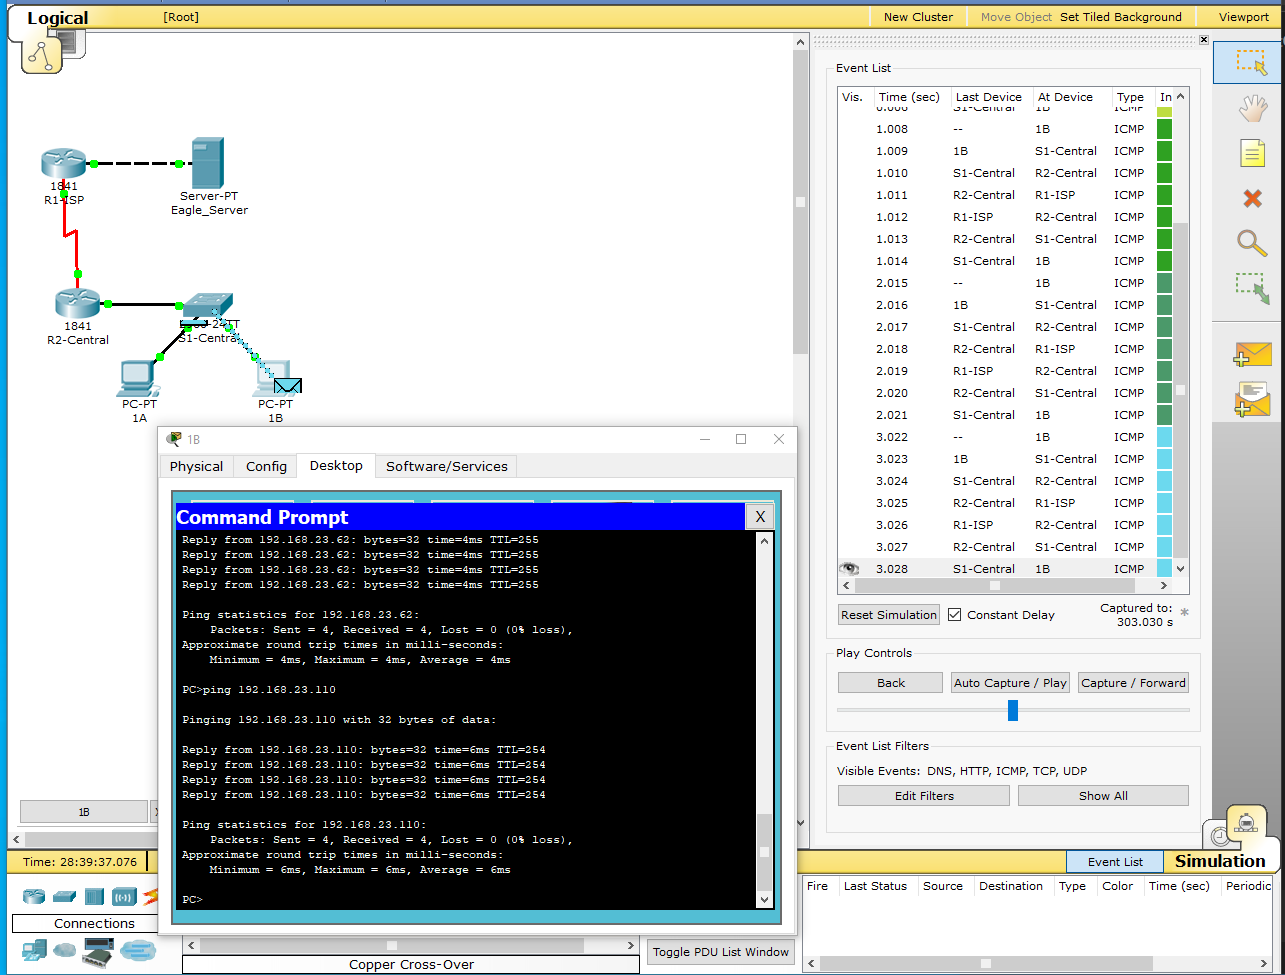 Logical
[Root]
New Cluster
Move Object
Set Tiled Background
Viewport
1841
R1-ISP
Server-PT
Eagle_Server
1841
R2-Central
S1-Central
PC-PT
1A
PC-PT
1B
Event List
Vis. Time (sec) Last Device At Device Type In
0.000 S1-Central 1B ICMP
1.008 -- 1B ICMP
1.009 1B S1-Central ICMP
1.010 S1-Central R2-Central ICMP
1.011 R2-Central R1-ISP ICMP
1.012 R1-ISP R2-Central ICMP
1.013 R2-Central S1-Central ICMP
1.014 S1-Central 1B ICMP
2.015 -- 1B ICMP
2.016 1B S1-Central ICMP
2.017 S1-Central R2-Central ICMP
2.018 R2-Central R1-ISP ICMP
2.019 R1-ISP R2-Central ICMP
2.020 R2-Central S1-Central ICMP
2.021 S1-Central 1B ICMP
3.022 -- 1B ICMP
3.023 1B S1-Central ICMP
3.024 S1-Central R2-Central ICMP
3.025 R2-Central R1-ISP ICMP
3.026 R1-ISP R2-Central ICMP
3.027 R2-Central S1-Central ICMP
3.028 S1-Central 1B ICMP
Reset Simulation
Constant Delay
Captured to: *
303.030 s
Play Controls
Back
Auto Capture / Play
Capture / Forward
Event List Filters
Visible Events: DNS, HTTP, ICMP, TCP, UDP
Edit Filters
Show All
1B
Physical
Config
Desktop
Software/Services
Command Prompt
X
Reply from 192.168.23.62: bytes=32 time=4ms TTL=255
Reply from 192.168.23.62: bytes=32 time=4ms TTL=255
Reply from 192.168.23.62: bytes=32 time=4ms TTL=255
Reply from 192.168.23.62: bytes=32 time=4ms TTL=255
Ping statistics for 192.168.23.62:
Packets: Sent = 4, Received = 4, Lost = 0 (0% loss),
Approximate round trip times in milli-seconds:
Minimum = 4ms, Maximum = 4ms, Average = 4ms
PC>ping 192.168.23.110
Pinging 192.168.23.110 with 32 bytes of data:
Reply from 192.168.23.110: bytes=32 time=6ms TTL=254
Reply from 192.168.23.110: bytes=32 time=6ms TTL=254
Reply from 192.168.23.110: bytes=32 time=6ms TTL=254
Reply from 192.168.23.110: bytes=32 time=6ms TTL=254
Ping statistics for 192.168.23.110:
Packets: Sent = 4, Received = 4, Lost = 0 (0% loss),
Approximate round trip times in milli-seconds:
Minimum = 6ms, Maximum = 6ms, Average = 6ms
PC>
1B
Time: 28:39:37.076
Event List
Simulation
Connections
Copper Cross-Over
Toggle PDU List Window
Fire Last Status Source Destination Type Color Time (sec) Periodic